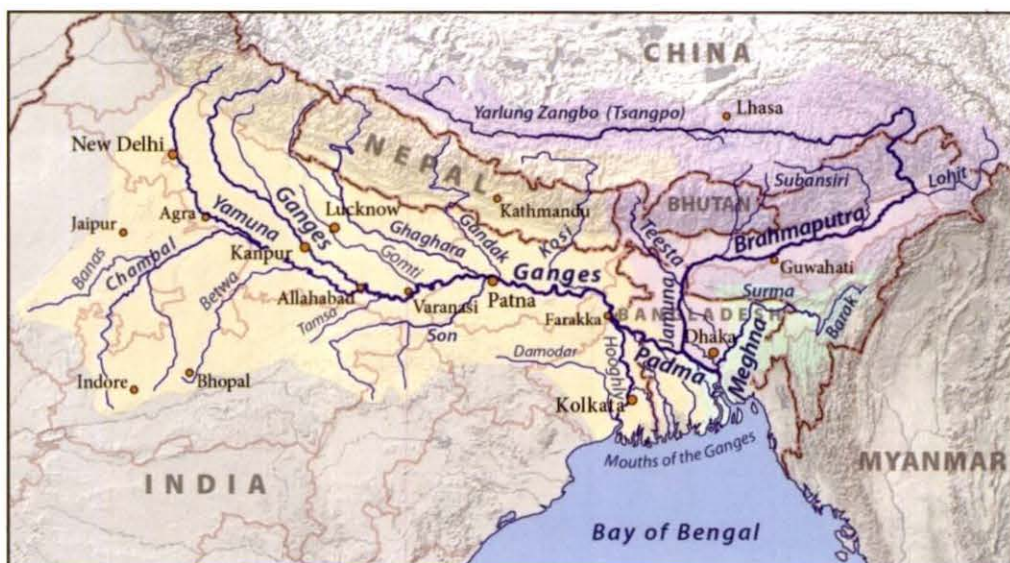 CHINA
Yarlung Zangbo (Tsangpo)
Lhasa
New Delhi
NEPAL
Subansiri
Lohit
BHUTAN
Jaipur
Agra
Yamuna
Ganges
Lucknow
Kathmandu
Teesta
Brahmaputra
Banas
Champal
Kanpur
Ghaghara
Gandak
Kosi
Guwahati
Betwa
Gomti
Ganges
Surma
Barak
Allahabad
Varanasi
Patna
Jamuna
BANGLADESH
Tamsa
Son
Farakka
Dhaka
Meghna
Indore
Bhopal
Damodar
Hooghly
Padma
Kolkata
Mouths of the Ganges
INDIA
MYANMAR
Bay of Bengal